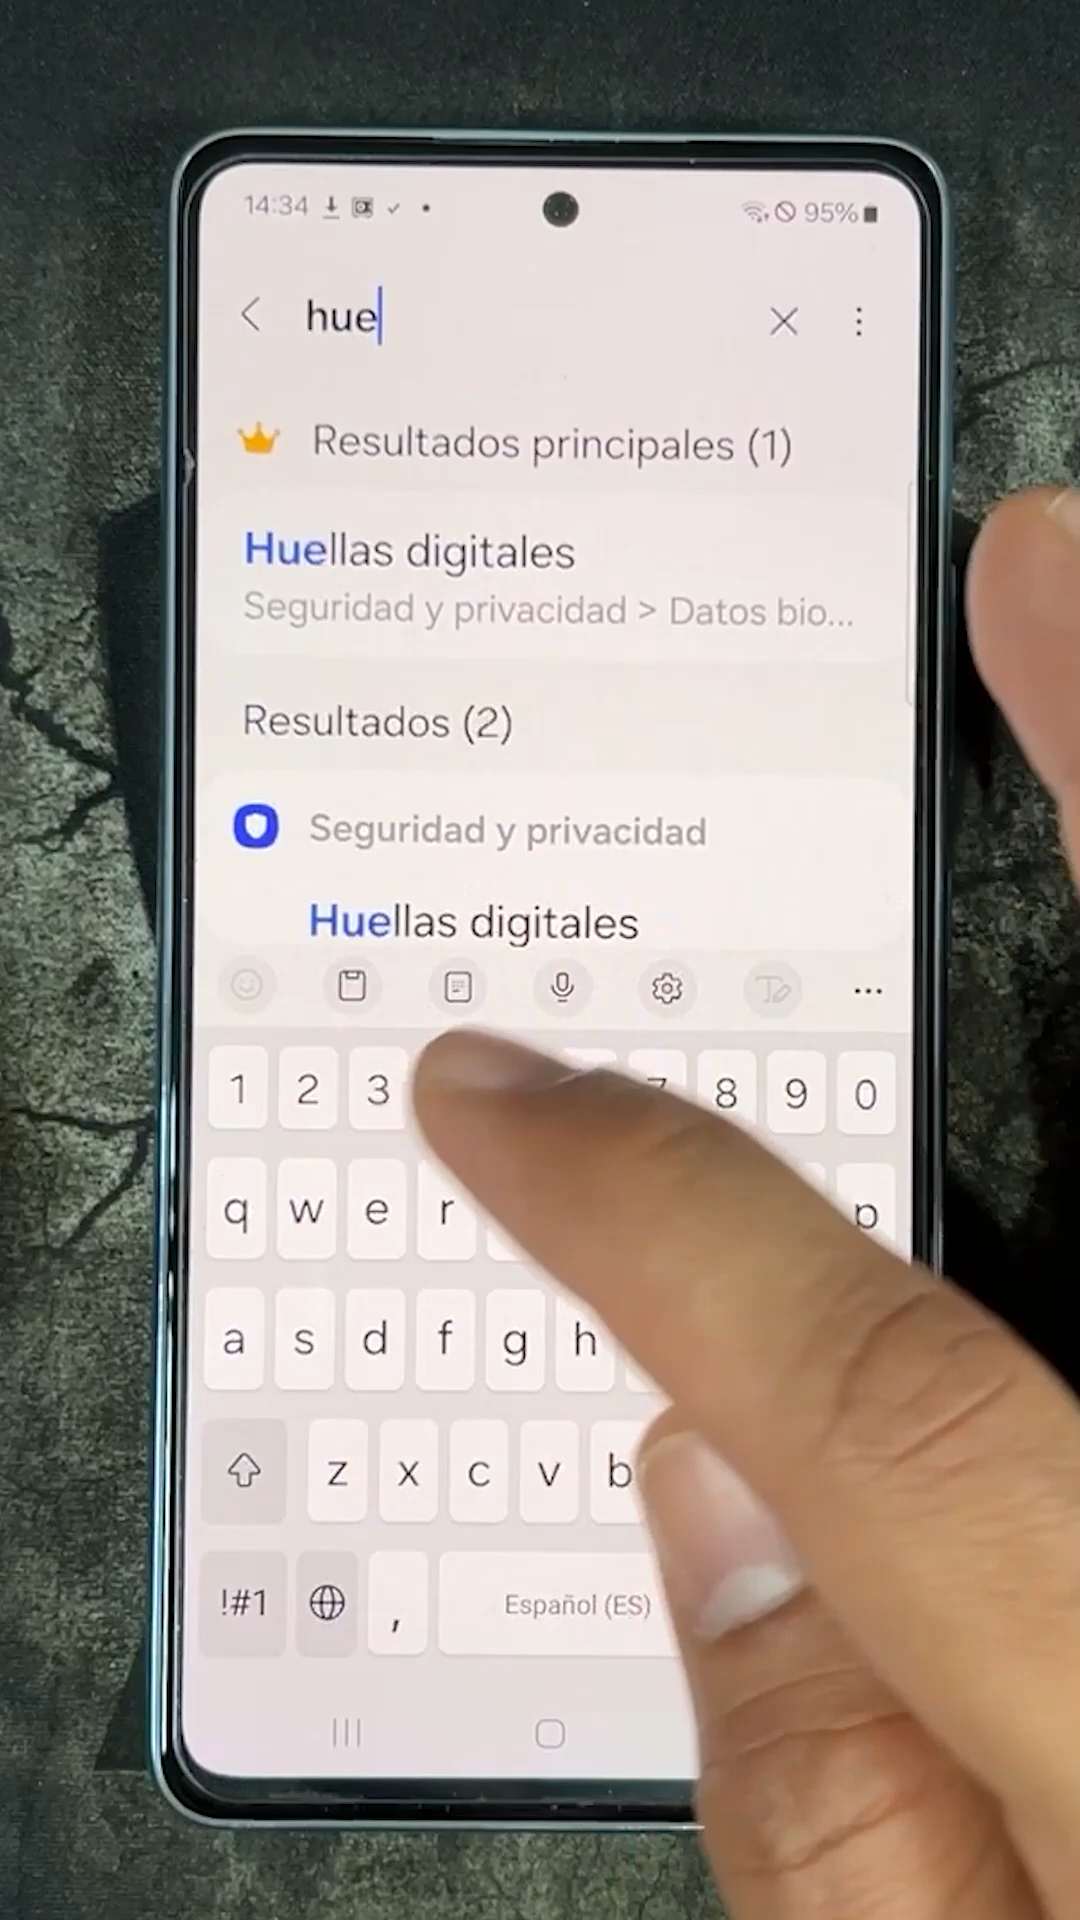 14:34 95%
hue
Resultados principales (1)
Huellas digitales
Seguridad y privacidad > Datos bio...
Resultados (2)
Seguridad y privacidad
Huellas digitales
1 2 3 7 8 9 0
q w e r p
a s d f g h
z x c v b
!#1 , Español (ES)